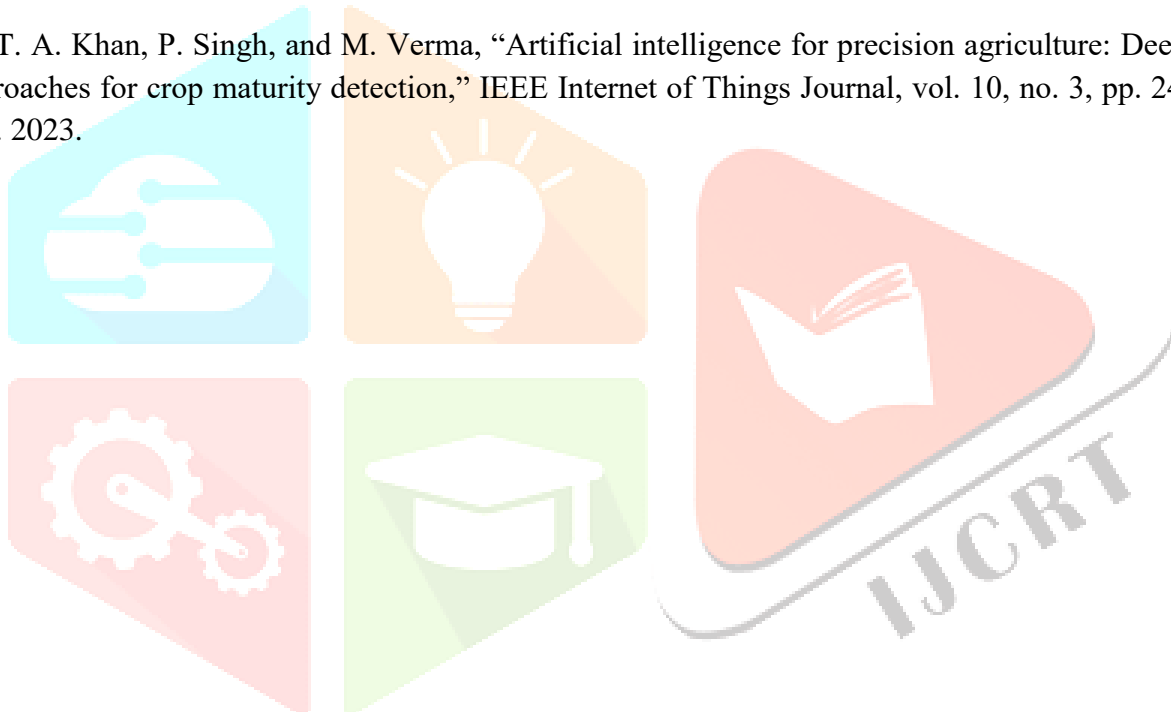 T. A. Khan, P. Singh, and M. Verma, “Artificial intelligence for precision agriculture: Dee
roaches for crop maturity detection,” IEEE Internet of Things Journal, vol. 10, no. 3, pp. 24
. 2023.
IJCRT